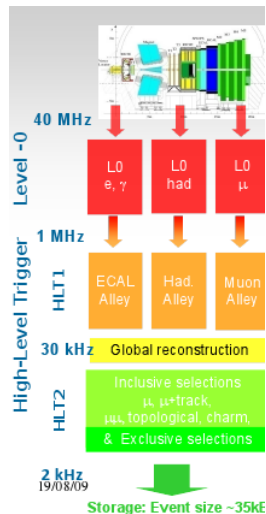 40 MHz
Level -0
L0
e, γ
L0
had
L0
μ
1 MHz
High-Level Trigger
HLT1
ECAL
Alley
Had.
Alley
Muon
Alley
30 kHz
Global reconstruction
HLT2
Inclusive selections
μ, μ+track,
μμ, topological, charm,
& Exclusive selections
2 kHz
19/08/09
Storage: Event size ~35kB